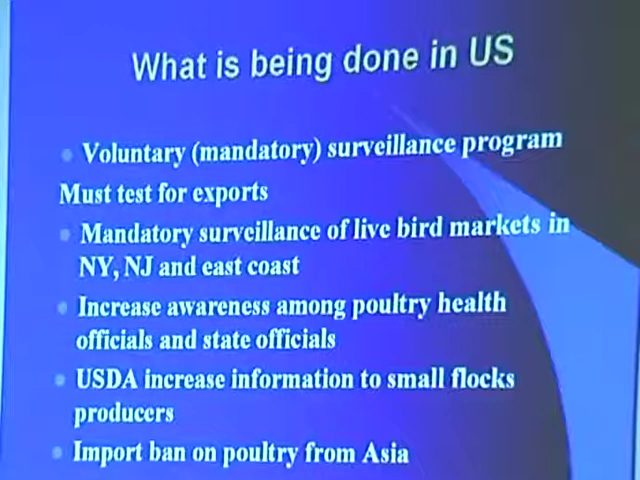 What is being done in US
Voluntary (mandatory) surveillance program
Must test for exports
Mandatory surveillance of live bird markets in
NY, NJ and east coast
Increase awareness among poultry health
officials and state officials
USDA increase information to small flocks
producers
Import ban on poultry from Asia